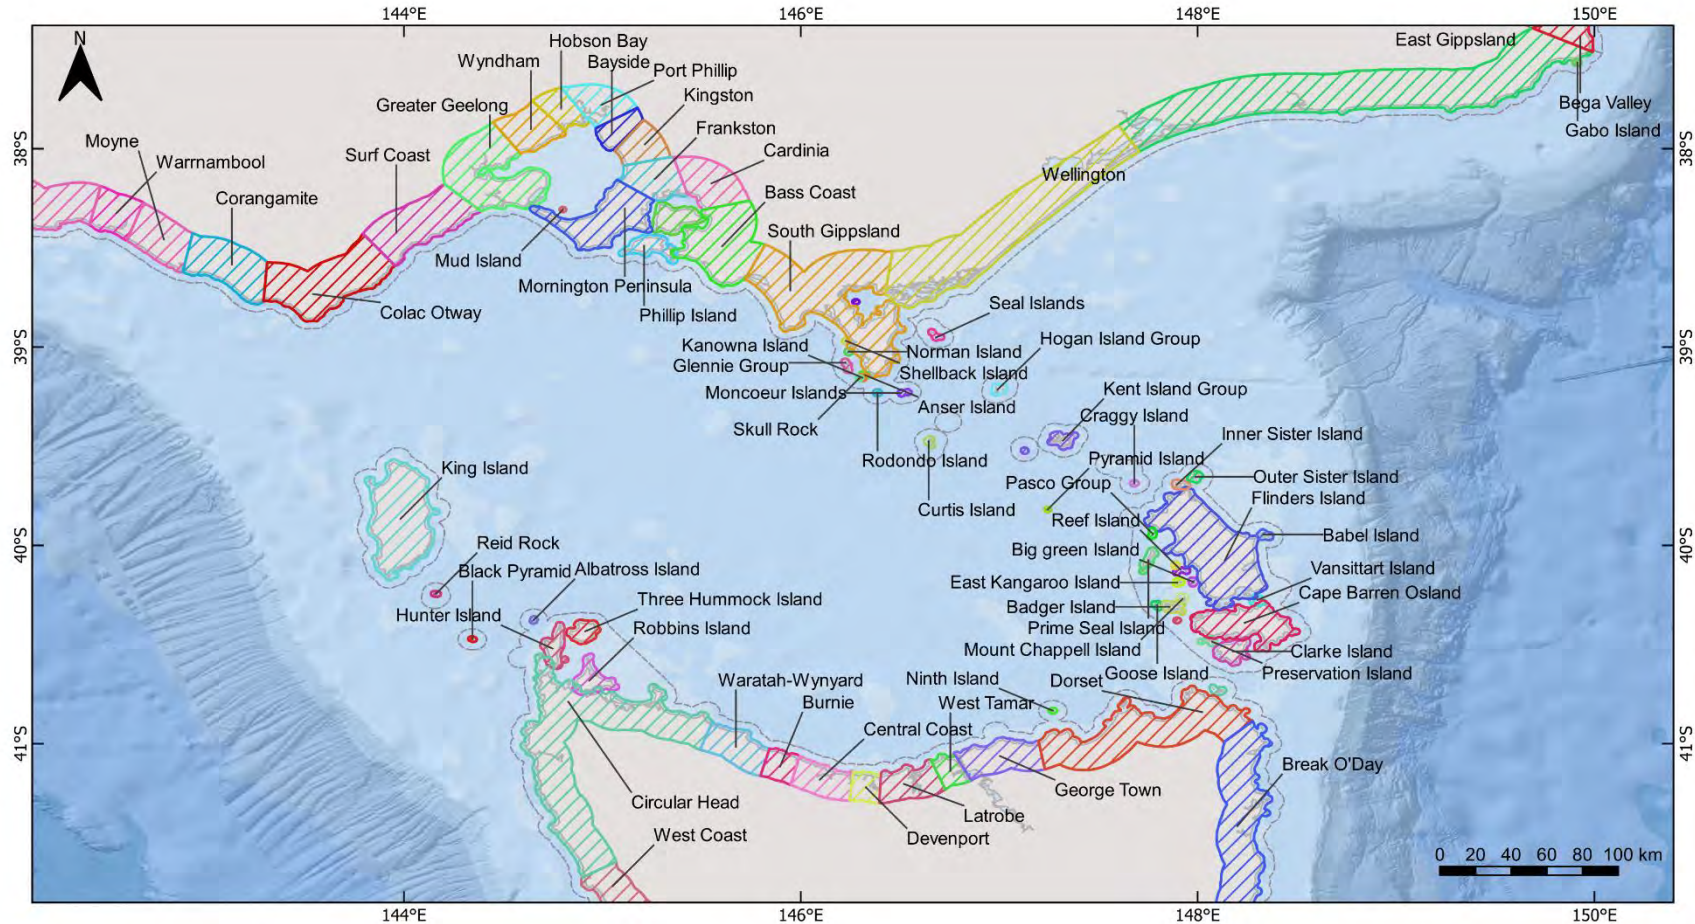 144°E
146°E
148°E
150°E
N
Hobson Bay
Wyndham
Bayside
Port Phillip
Kingston
Greater Geelong
Frankston
Moyne
Warrnambool
Surf Coast
Cardinia
Corangamite
Bass Coast
South Gippsland
Wellington
East Gippsland
Bega Valley
Gabo Island
38°S
38°S
Mud Island
Mornington Peninsula
Phillip Island
Colac Otway
Seal Islands
39°S
39°S
Kanowna Island
Norman Island
Hogan Island Group
Glennie Group
Shellback Island
Moncoeur Islands
Anser Island
Kent Island Group
Craggy Island
Skull Rock
Rodondo Island
Inner Sister Island
Pyramid Island
King Island
Outer Sister Island
Pasco Group
Flinders Island
Curtis Island
Reef Island
Babel Island
40°S
40°S
Reid Rock
Big green Island
Black Pyramid
Albatross Island
Vansittart Island
East Kangaroo Island
Cape Barren Osland
Three Hummock Island
Badger Island
Hunter Island
Robbins Island
Prime Seal Island
Mount Chappell Island
Clarke Island
Goose Island
Preservation Island
Waratah-Wynyard
Ninth Island
Dorset
Burnie
West Tamar
Central Coast
41°S
41°S
Break O'Day
George Town
Circular Head
Latrobe
West Coast
Devenport
0 20 40 60 80 100 km
144°E
146°E
148°E
150°E